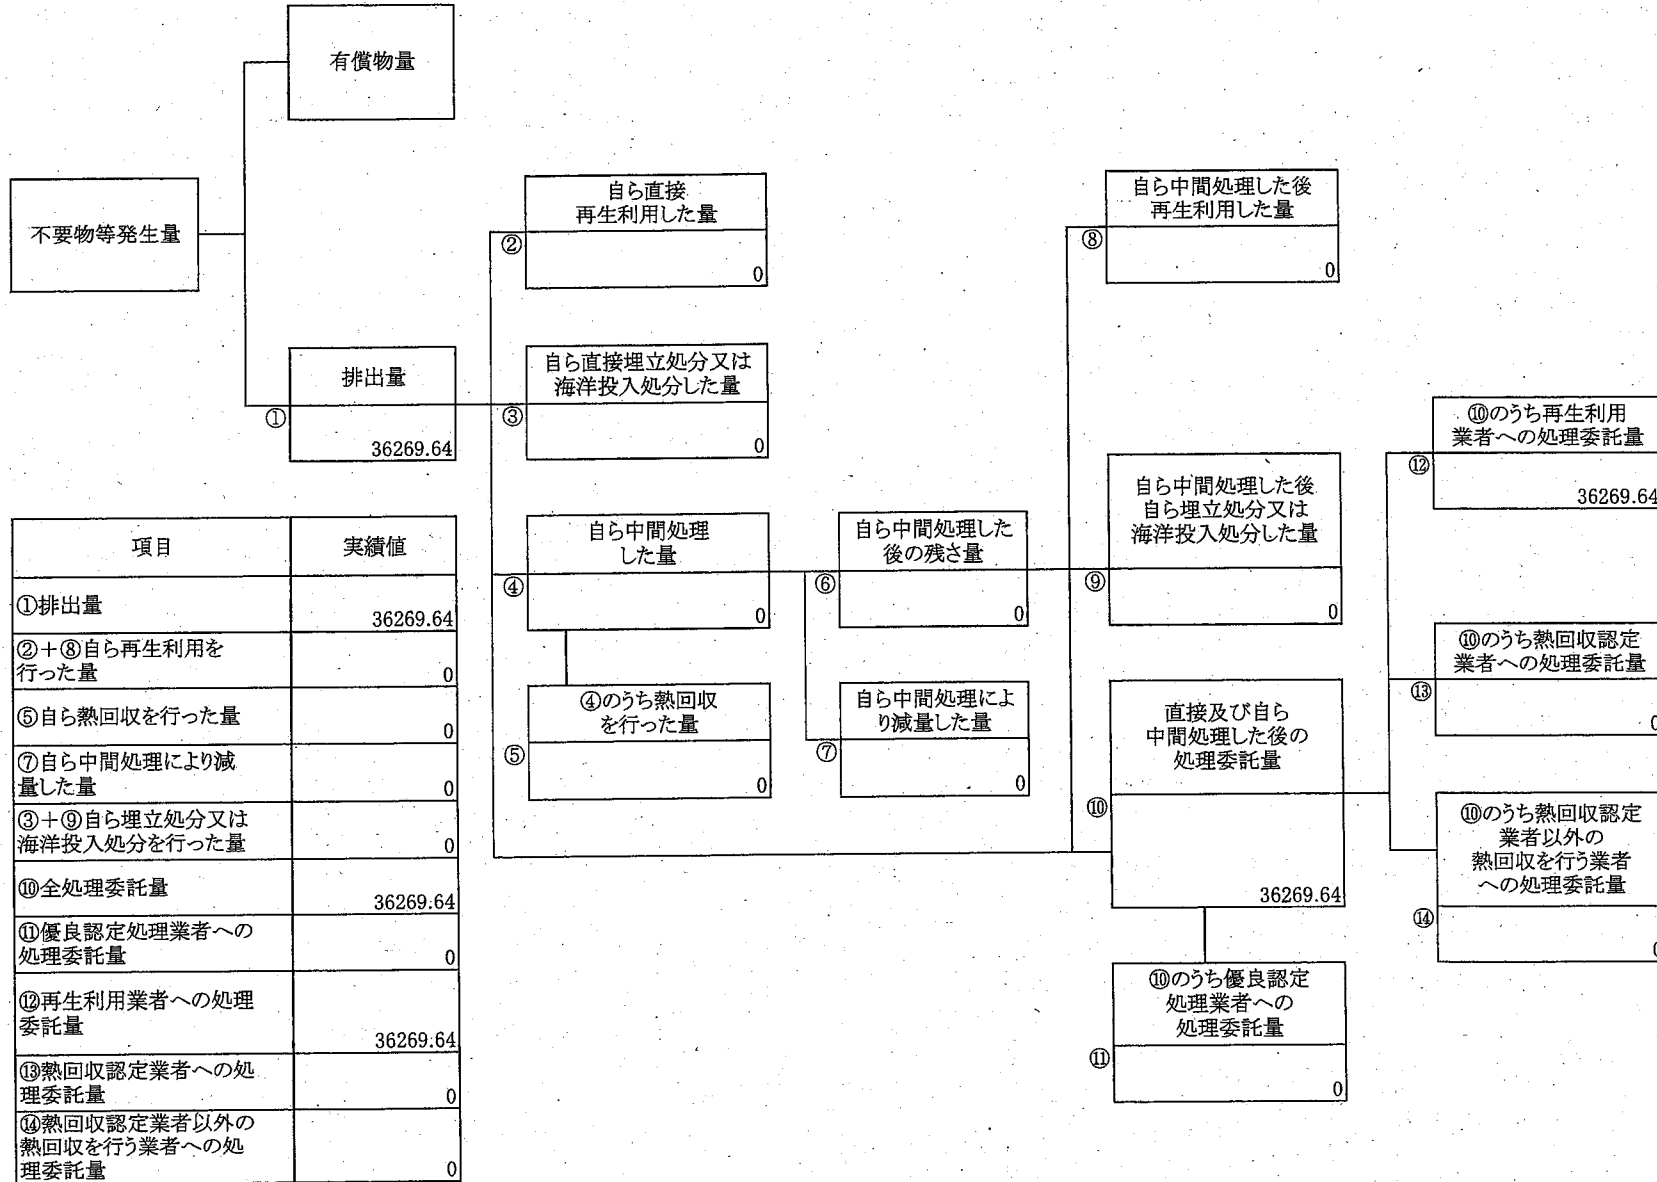 有償物量
不要物等発生量
排出量
①
36269.64
自ら直接
再生利用した量
②
0
自ら直接埋立処分又は
海洋投入処分した量
③
0
自ら中間処理
した量
④
0
④のうち熱回収
を行った量
⑤
0
自ら中間処理した
後の残さ量
⑥
0
自ら中間処理によ
り減量した量
⑦
0
自ら中間処理した後
再生利用した量
⑧
0
自ら中間処理した後
自ら埋立処分又は
海洋投入処分した量
⑨
0
直接及び自ら
中間処理した後の
処理委託量
⑩
36269.64
⑩のうち優良認定
処理業者への
処理委託量
⑪
0
⑩のうち再生利用
業者への処理委託量
⑫
36269.64
⑩のうち熱回収認定
業者への処理委託量
⑬
0
⑩のうち熱回収認定
業者以外の
熱回収を行う業者
への処理委託量
⑭
0
項目 実績値
①排出量 36269.64
②+⑧自ら再生利用を
行った量 0
⑤自ら熱回収を行った量 0
⑦自ら中間処理により減
量した量 0
③+⑨自ら埋立処分又は
海洋投入処分を行った量 0
⑩全処理委託量 36269.64
⑪優良認定処理業者への
処理委託量 0
⑫再生利用業者への処理
委託量 36269.64
⑬熱回収認定業者への処
理委託量 0
⑭熱回収認定業者以外の
熱回収を行う業者への処
理委託量 0